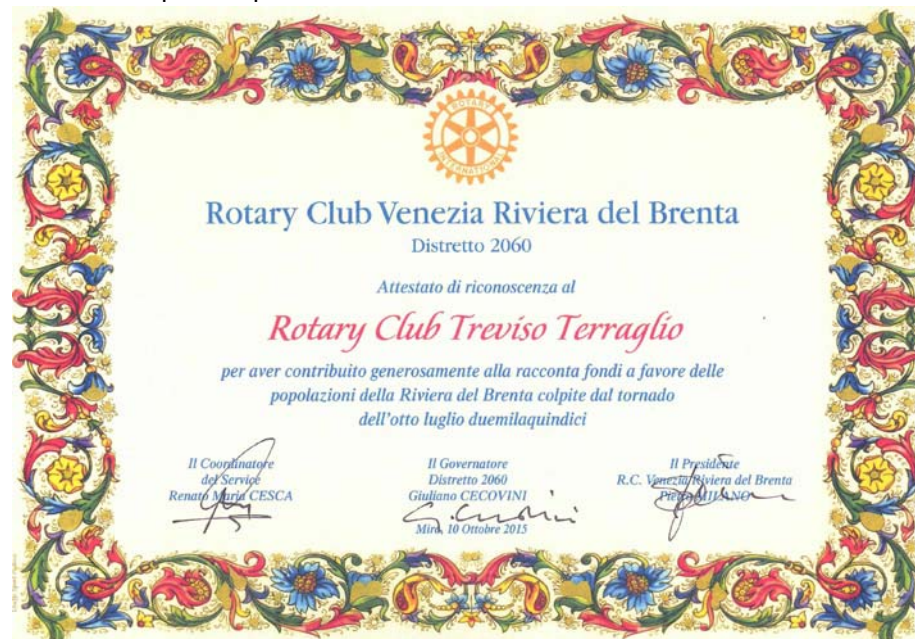 ROTARY
INTERNATIONAL
Rotary Club Venezia Riviera del Brenta
Distretto 2060
Attestato di riconoscenza al
Rotary Club Treviso Terraglio
per aver contribuito generosamente alla racconta fondi a favore delle
popolazioni della Riviera del Brenta colpite dal tornado
dell'otto luglio duemilaquindici
Il Coordinatore
del Service
Renato Maria CESCA
Il Governatore
Distretto 2060
Giuliano CECOVINI
Mira, 10 Ottobre 2015
Il Presidente
R.C. Venezia Riviera del Brenta
Pietro MILANO